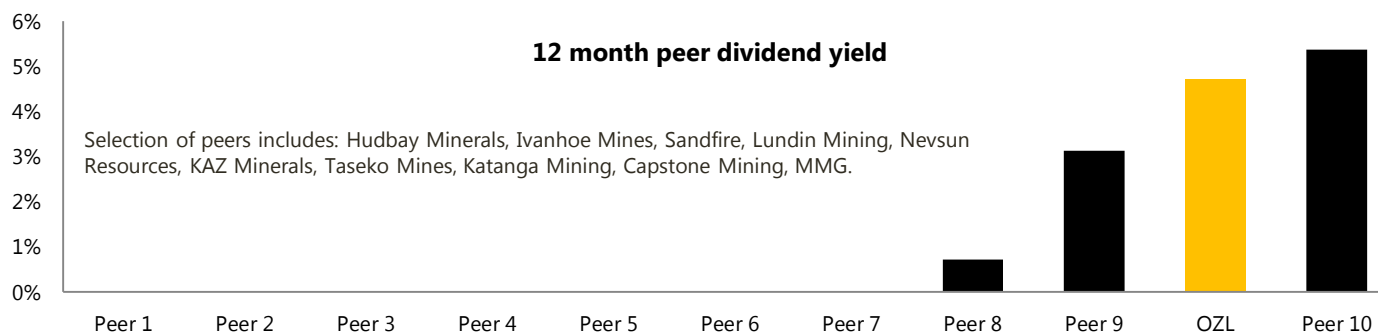 6%
12 month peer dividend yield
5%
4%
Selection of peers includes: Hudbay Minerals, Ivanhoe Mines, Sandfire, Lundin Mining, Nevsun
3%
Resources, KAZ Minerals, Taseko Mines, Katanga Mining, Capstone Mining, MMG.
2%
1%
0%
Peer 1 Peer 2 Peer 3 Peer 4 Peer 5 Peer 6 Peer 7 Peer 8 Peer 9 OZL Peer 10